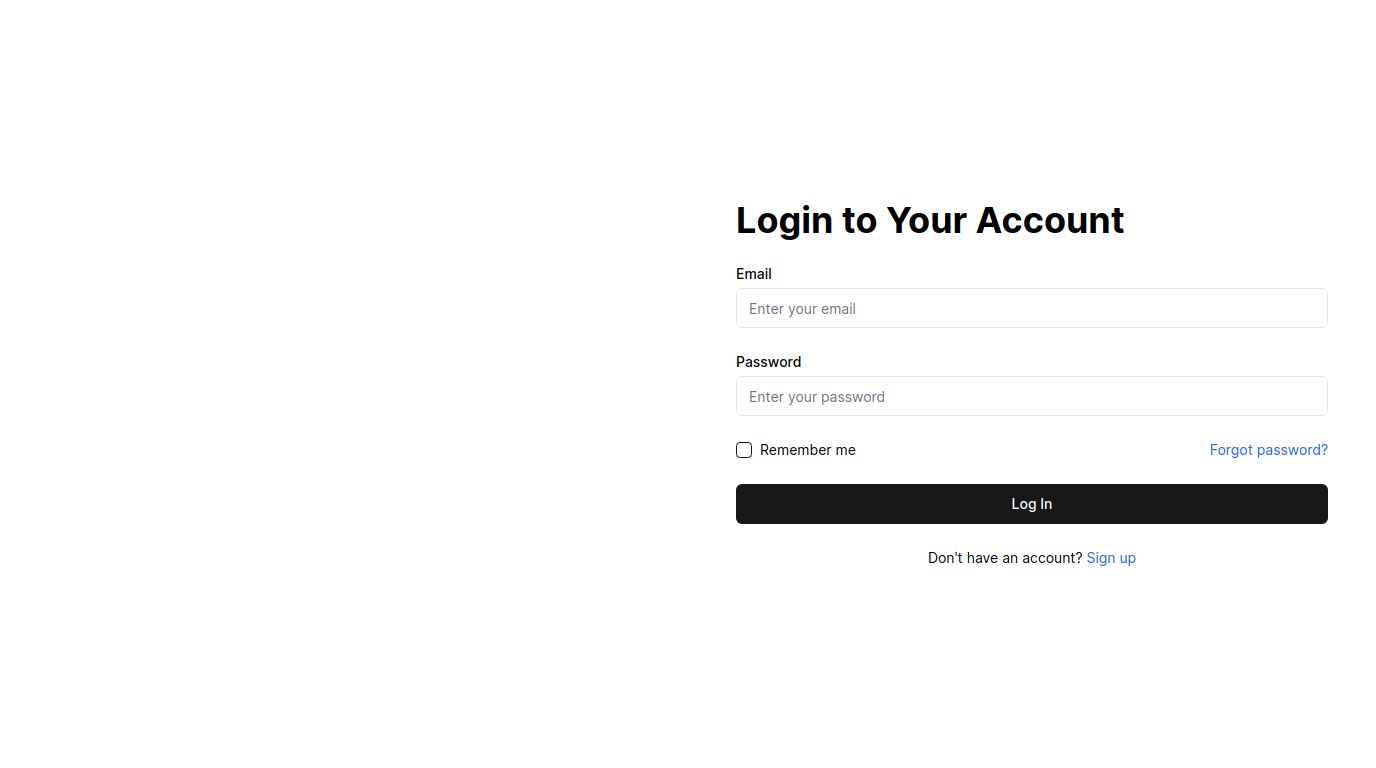 Login to Your Account
Email
Enter your email
Password
Enter your password
Remember me
Forgot password?
Log In
Don't have an account? Sign up